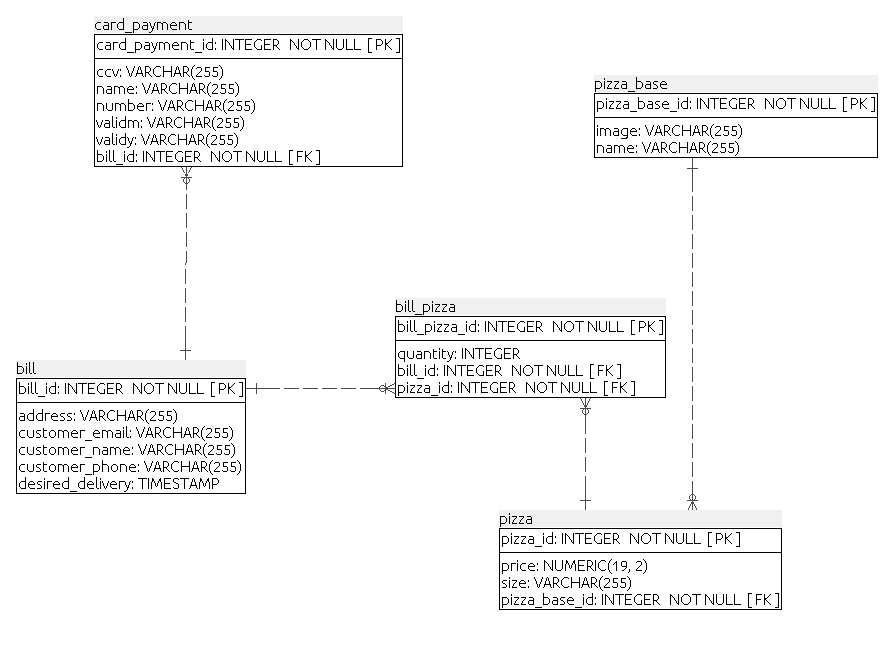 card_payment
card_payment_id: INTEGER NOT NULL [PK]
ccv: VARCHAR(255)
name: VARCHAR(255)
number: VARCHAR(255)
validm: VARCHAR(255)
validy: VARCHAR(255)
bill_id: INTEGER NOT NULL [FK]
pizza_base
pizza_base_id: INTEGER NOT NULL [PK]
image: VARCHAR(255)
name: VARCHAR(255)
bill_pizza
bill_pizza_id: INTEGER NOT NULL [PK]
quantity: INTEGER
bill_id: INTEGER NOT NULL [FK]
pizza_id: INTEGER NOT NULL [FK]
bill
bill_id: INTEGER NOT NULL [PK]
address: VARCHAR(255)
customer_email: VARCHAR(255)
customer_name: VARCHAR(255)
customer_phone: VARCHAR(255)
desired_delivery: TIMESTAMP
pizza
pizza_id: INTEGER NOT NULL [PK]
price: NUMERIC(19, 2)
size: VARCHAR(255)
pizza_base_id: INTEGER NOT NULL [FK]